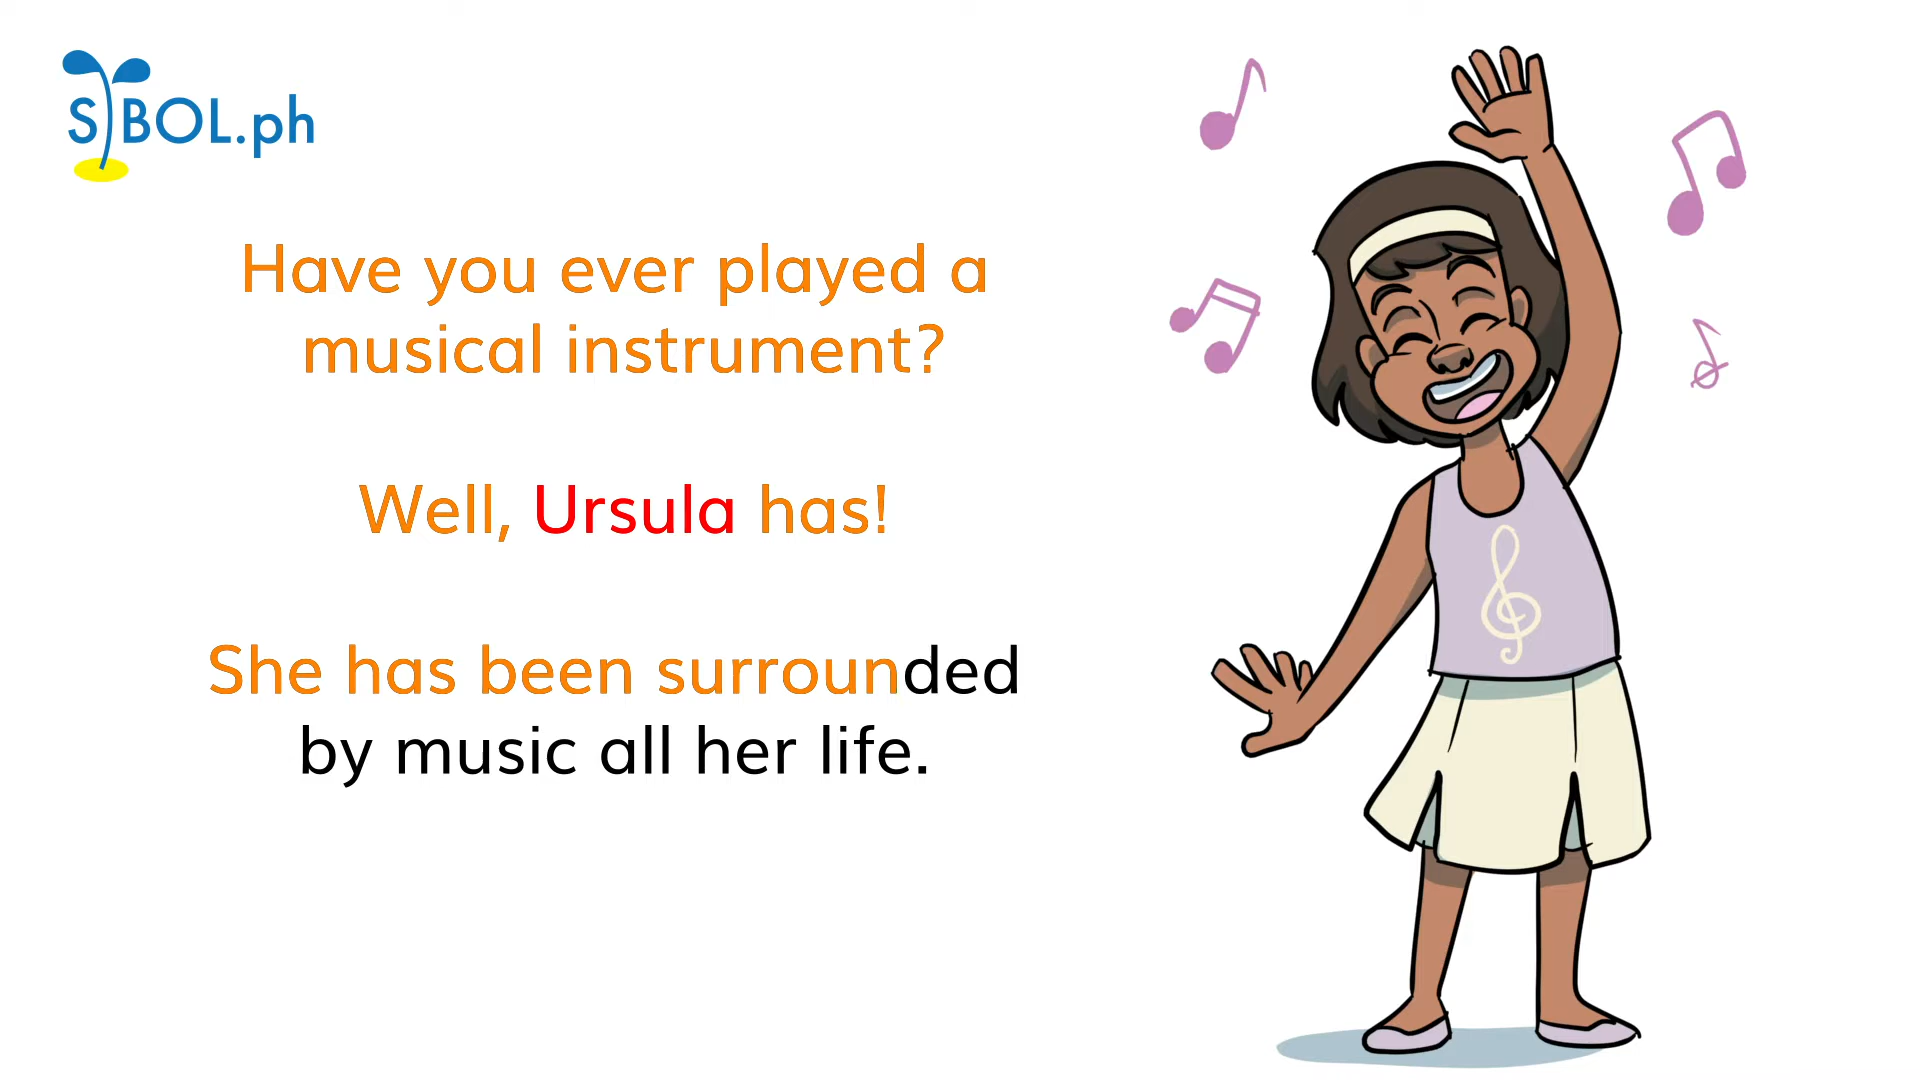 SIBOL.ph
Have you ever played a
musical instrument?
Well, Ursula has!
She has been surrounded
by music all her life.